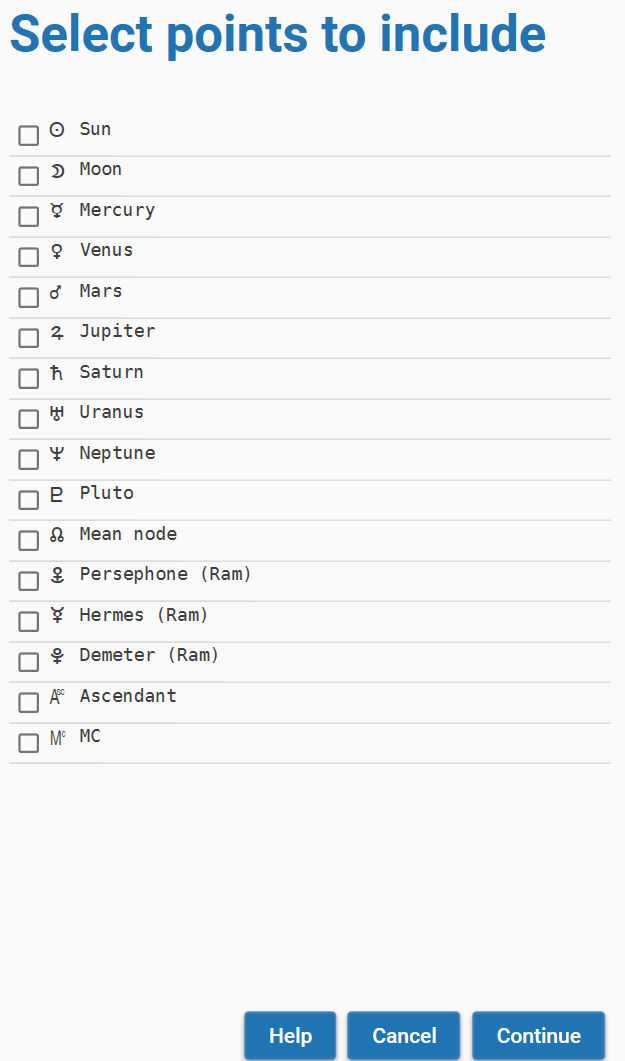 Select points to include
☉ Sun
☽ Moon
☿ Mercury
♀ Venus
♂ Mars
♃ Jupiter
♄ Saturn
♅ Uranus
♆ Neptune
♇ Pluto
☊ Mean node
Persephone (Ram)
Hermes (Ram)
Demeter (Ram)
Asc Ascendant
Mc MC
Help Cancel Continue